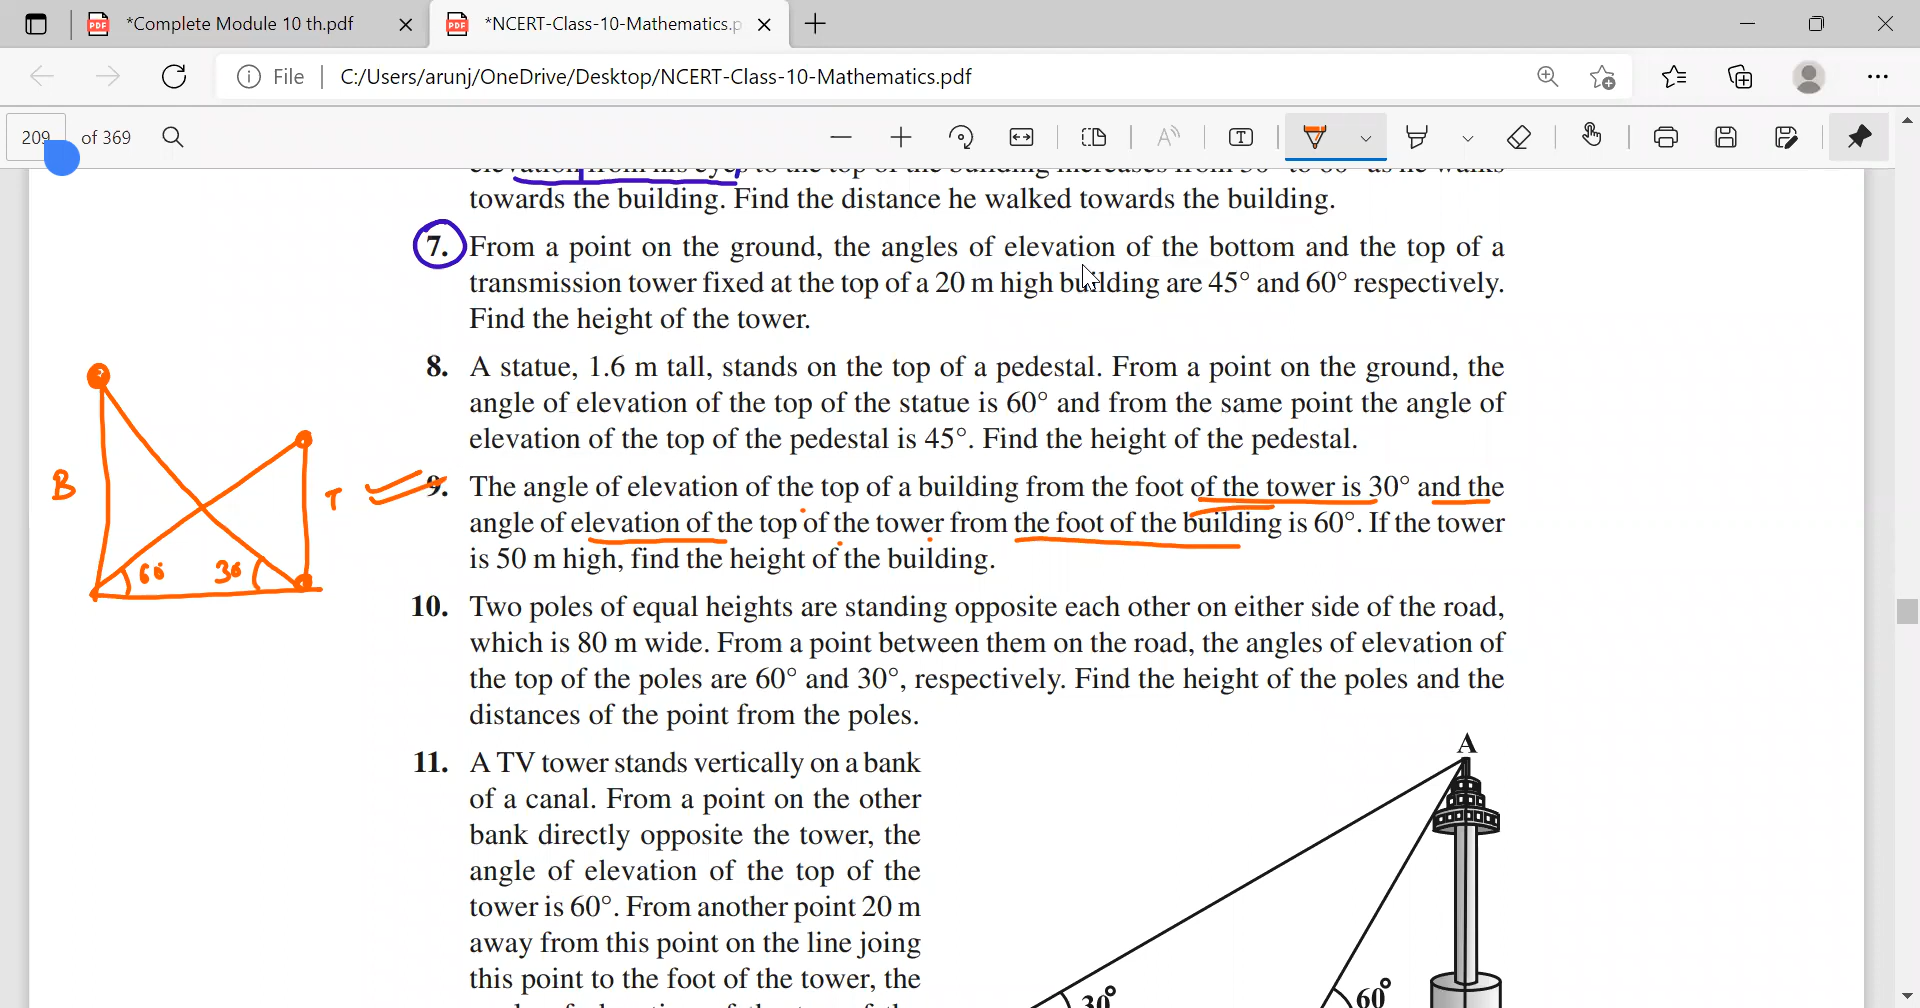 *Complete Module 10 th.pdf
*NCERT-Class-10-Mathematics.p
File C:/Users/arunj/OneDrive/Desktop/NCERT-Class-10-Mathematics.pdf
209 of 369
towards the building. Find the distance he walked towards the building.
7. From a point on the ground, the angles of elevation of the bottom and the top of a
transmission tower fixed at the top of a 20 m high building are 45° and 60° respectively.
Find the height of the tower.
8. A statue, 1.6 m tall, stands on the top of a pedestal. From a point on the ground, the
angle of elevation of the top of the statue is 60° and from the same point the angle of
elevation of the top of the pedestal is 45°. Find the height of the pedestal.
B
T
9. The angle of elevation of the top of a building from the foot of the tower is 30° and the
angle of elevation of the top of the tower from the foot of the building is 60°. If the tower
is 50 m high, find the height of the building.
60 30
10. Two poles of equal heights are standing opposite each other on either side of the road,
which is 80 m wide. From a point between them on the road, the angles of elevation of
the top of the poles are 60° and 30°, respectively. Find the height of the poles and the
distances of the point from the poles.
11. A TV tower stands vertically on a bank
of a canal. From a point on the other
bank directly opposite the tower, the
angle of elevation of the top of the
tower is 60°. From another point 20 m
away from this point on the line joing
this point to the foot of the tower, the
A
30°
60°